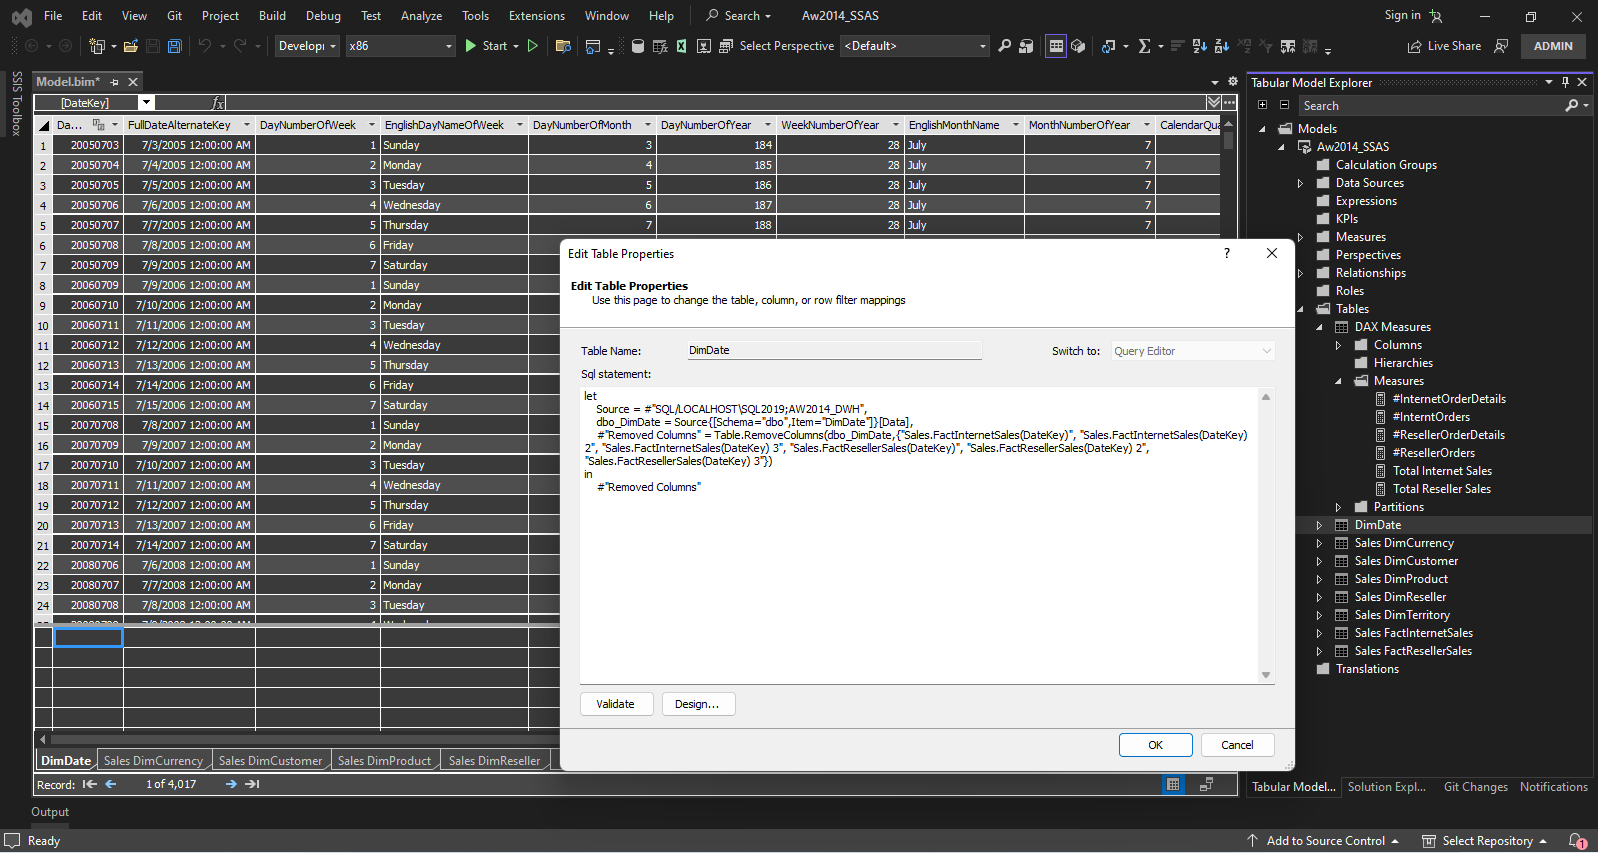 File Edit View Git Project Build Debug Test Analyze Tools Extensions Window Help Search Aw2014_SSAS Sign in
Developi x86 Start Select Perspective <Default> Live Share ADMIN
SSIS Toolbox
Model.bim*
[DateKey] fx
Da... FullDateAlternateKey DayNumberOfWeek EnglishDayNameOfWeek DayNumberOfMonth DayNumberOfYear WeekNumberOfYear EnglishMonthName MonthNumberOfYear CalendarQua
1 20050703 7/3/2005 12:00:00 AM 1 Sunday 3 184 28 July 7
2 20050704 7/4/2005 12:00:00 AM 2 Monday 4 185 28 July 7
3 20050705 7/5/2005 12:00:00 AM 3 Tuesday 5 186 28 July 7
4 20050706 7/6/2005 12:00:00 AM 4 Wednesday 6 187 28 July 7
5 20050707 7/7/2005 12:00:00 AM 5 Thursday 7 188 28 July 7
6 20050708 7/8/2005 12:00:00 AM 6 Friday
7 20050709 7/9/2005 12:00:00 AM 7 Saturday
8 20060709 7/9/2006 12:00:00 AM 1 Sunday
9 20060710 7/10/2006 12:00:00 AM 2 Monday
10 20060711 7/11/2006 12:00:00 AM 3 Tuesday
11 20060712 7/12/2006 12:00:00 AM 4 Wednesday
12 20060713 7/13/2006 12:00:00 AM 5 Thursday
13 20060714 7/14/2006 12:00:00 AM 6 Friday
14 20060715 7/15/2006 12:00:00 AM 7 Saturday
15 20070708 7/8/2007 12:00:00 AM 1 Sunday
16 20070709 7/9/2007 12:00:00 AM 2 Monday
17 20070710 7/10/2007 12:00:00 AM 3 Tuesday
18 20070711 7/11/2007 12:00:00 AM 4 Wednesday
19 20070712 7/12/2007 12:00:00 AM 5 Thursday
20 20070713 7/13/2007 12:00:00 AM 6 Friday
21 20070714 7/14/2007 12:00:00 AM 7 Saturday
22 20080706 7/6/2008 12:00:00 AM 1 Sunday
23 20080707 7/7/2008 12:00:00 AM 2 Monday
24 20080708 7/8/2008 12:00:00 AM 3 Tuesday
DimDate Sales DimCurrency Sales DimCustomer Sales DimProduct Sales DimReseller
Record: 1 of 4,017
Output
Ready
Edit Table Properties ?
Edit Table Properties
Use this page to change the table, column, or row filter mappings
Table Name: DimDate Switch to: Query Editor
Sql statement:
let
Source = #"SQL/LOCALHOST\SQL2019;AW2014_DWH",
dbo_DimDate = Source{[Schema="dbo",Item="DimDate"]}[Data],
#"Removed Columns" = Table.RemoveColumns(dbo_DimDate,{"Sales.FactInternetSales(DateKey)", "Sales.FactInternetSales(DateKey)
2", "Sales.FactInternetSales(DateKey) 3", "Sales.FactResellerSales(DateKey)", "Sales.FactResellerSales(DateKey) 2",
"Sales.FactResellerSales(DateKey) 3"})
in
#"Removed Columns"
Validate Design...
OK Cancel
Tabular Model Explorer
Search
Models
Aw2014_SSAS
Calculation Groups
Data Sources
Expressions
KPIs
Measures
Perspectives
Relationships
Roles
Tables
DAX Measures
Columns
Hierarchies
Measures
#InternetOrderDetails
#InterntOrders
#ResellerOrderDetails
#ResellerOrders
Total Internet Sales
Total Reseller Sales
Partitions
DimDate
Sales DimCurrency
Sales DimCustomer
Sales DimProduct
Sales DimReseller
Sales DimTerritory
Sales FactInternetSales
Sales FactResellerSales
Translations
Tabular Model... Solution Expl... Git Changes Notifications
Add to Source Control Select Repository 1